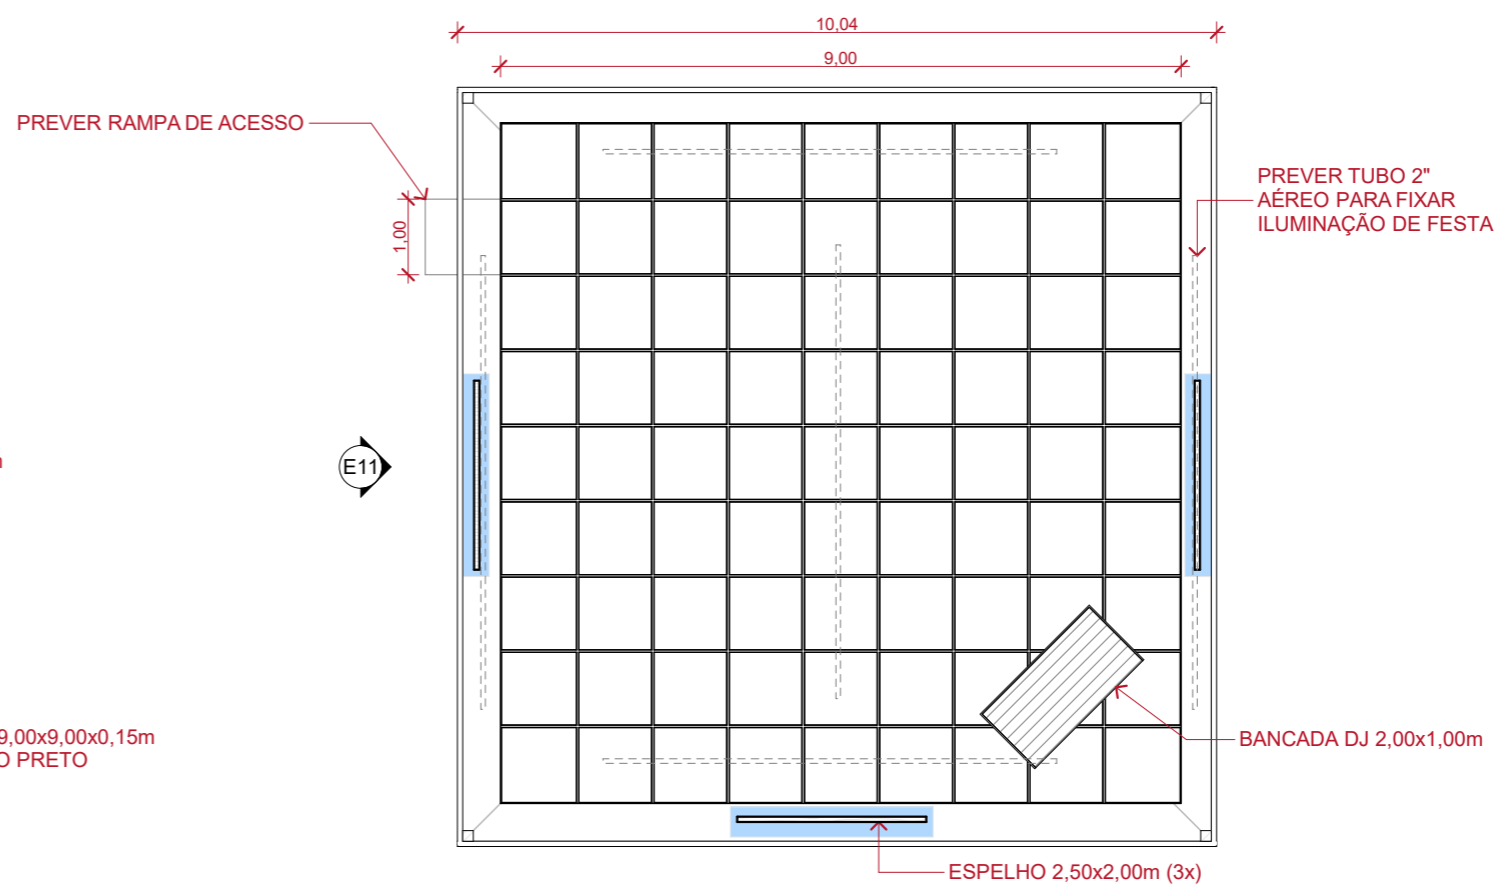 10,04
9,00
PREVER RAMPA DE ACESSO
PREVER TUBO 2"
AÉREO PARA FIXAR
ILUMINAÇÃO DE FESTA
1,00
E11
9,00x9,00x0,15m
O PRETO
BANCADA DJ 2,00x1,00m
ESPELHO 2,50x2,00m (3x)